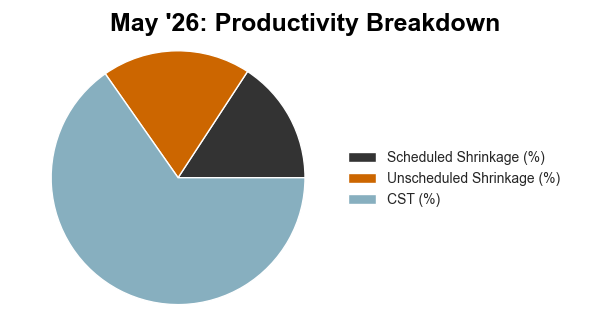 May '26: Productivity Breakdown
Scheduled Shrinkage (%)
Unscheduled Shrinkage (%)
CST (%)